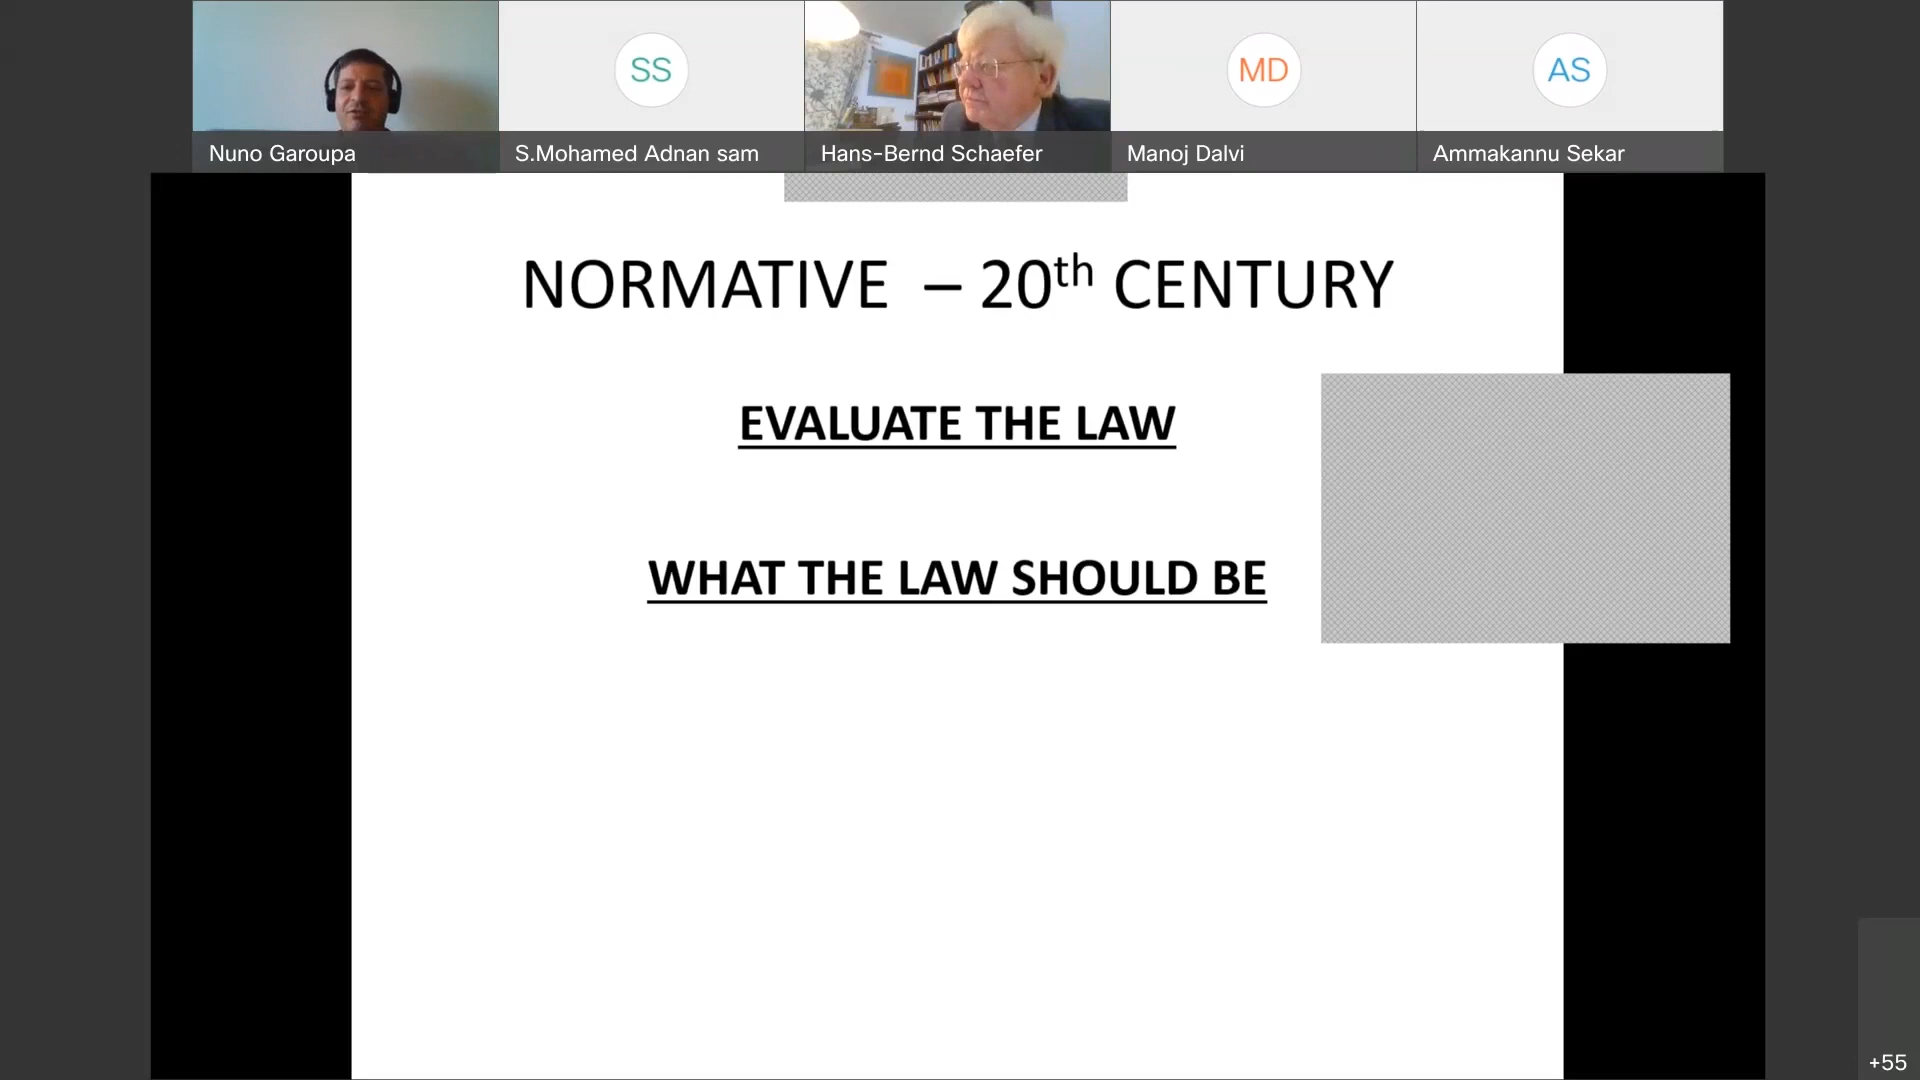 SS
MD
AS
Nuno Garoupa
S.Mohamed Adnan sam
Hans-Bernd Schaefer
Manoj Dalvi
Ammakannu Sekar
NORMATIVE – 20th CENTURY
EVALUATE THE LAW
WHAT THE LAW SHOULD BE
+55